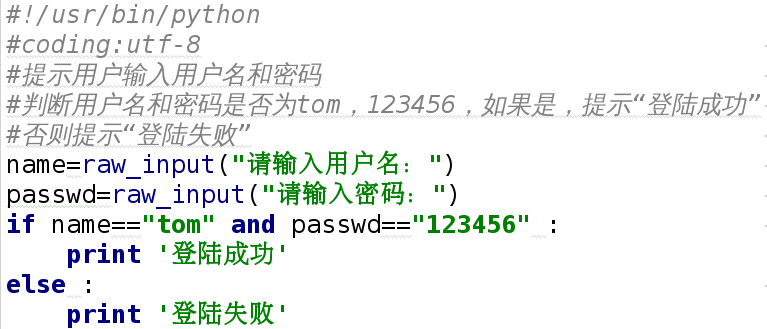 #!/usr/bin/python
#coding:utf-8
#提示用户输入用户名和密码
#判断用户名和密码是否为tom，123456，如果是，提示“登陆成功”
#否则提示“登陆失败”
name=raw_input("请输入用户名：")
passwd=raw_input("请输入密码：")
if name=="tom" and passwd=="123456" :
    print '登陆成功'
else :
    print '登陆失败'